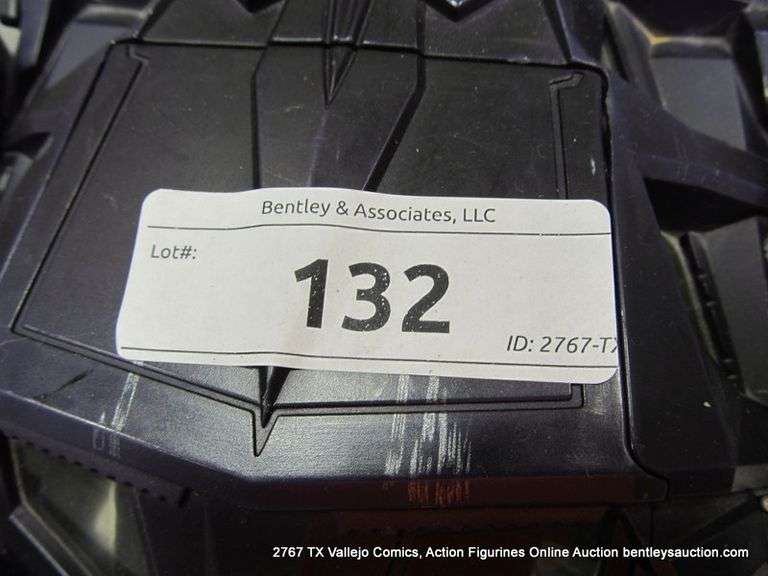 Bentley & Associates, LLC
Lot#:
132
ID: 2767-TX
2767 TX Vallejo Comics, Action Figurines Online Auction bentleysauction.com